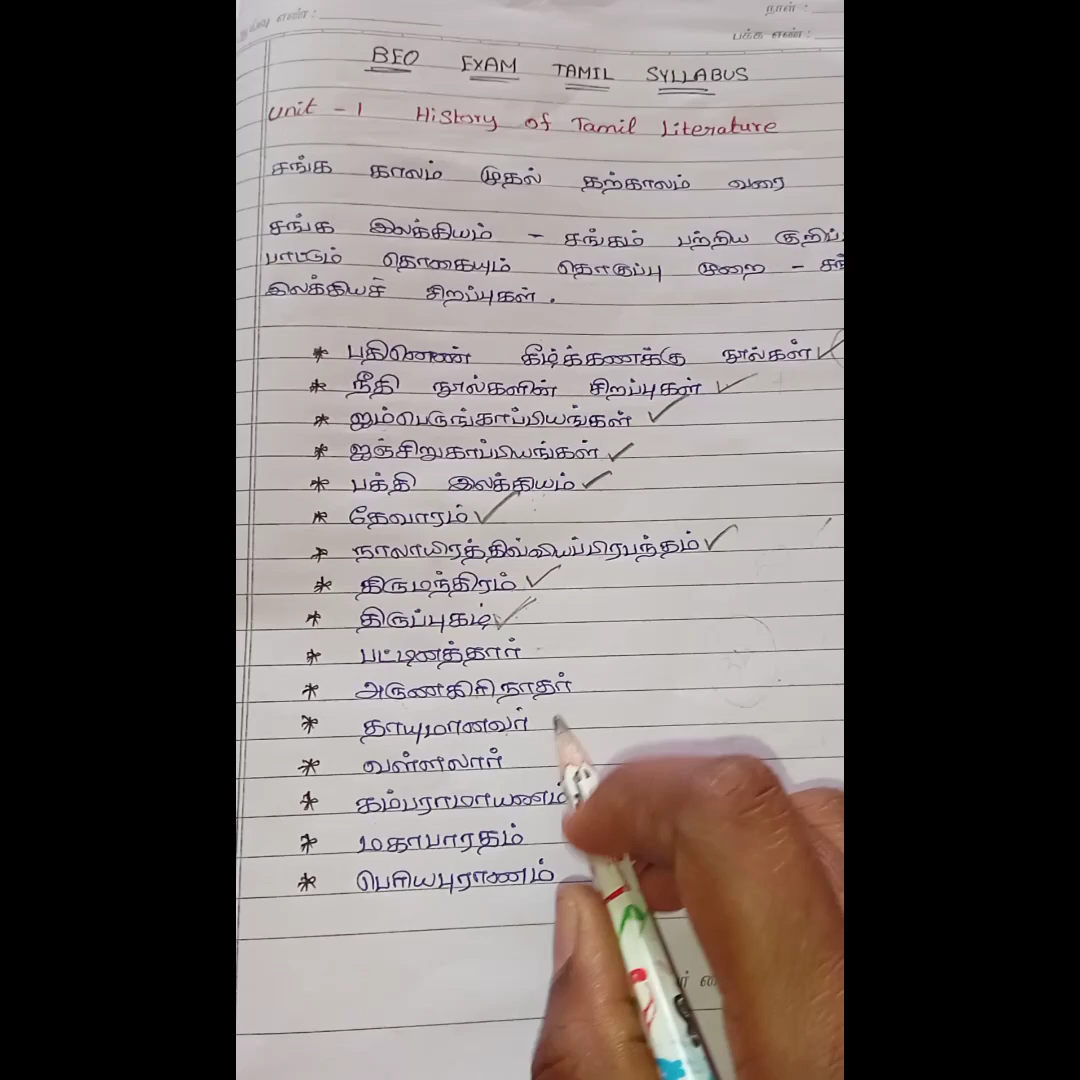 நாள் :
பக்க எண் :
BEO EXAM TAMIL SYLLABUS
Unit - 1 History of Tamil Literature
சங்க காலம் முதல் தற்காலம் வரை
சங்க இலக்கியம் - சங்கம் பற்றிய குறிப்
பாட்டும் தொகையும் தொகுப்பு முறை - சங்
இலக்கியச் சிறப்புகள் .
* பதினெண் கீழ்க்கணக்கு நூல்கள் ✓
* நீதி நூல்களின் சிறப்புகள் ✓
* ஐம்பெருங்காப்பியங்கள் ✓
* ஐஞ்சிறுகாப்பியங்கள் ✓
* பக்தி இலக்கியம் ✓
* தேவாரம் ✓
* நாலாயிரத்திவ்வியப்பிரபந்தம் ✓
* திருமந்திரம் ✓
* திருப்புகழ் ✓
* பட்டினத்தார்
* அருணகிரிநாதர்
* தாயுமானவர்
* வள்ளலார்
* கம்பராமாயணம்
* மகாபாரதம்
* பெரியபுராணம்